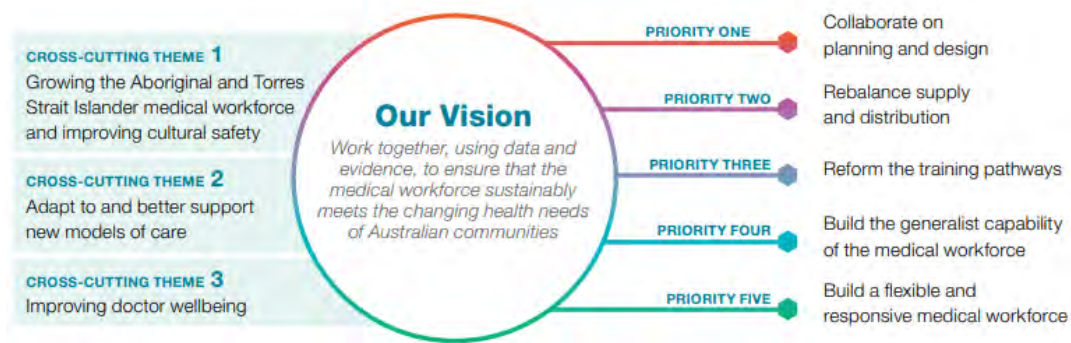 CROSS-CUTTING THEME 1
Growing the Aboriginal and Torres
Strait Islander medical workforce
and improving cultural safety
CROSS-CUTTING THEME 2
Adapt to and better support
new models of care
CROSS-CUTTING THEME 3
Improving doctor wellbeing
Our Vision
Work together, using data and
evidence, to ensure that the
medical workforce sustainably
meets the changing health needs
of Australian communities
PRIORITY ONE
Collaborate on
planning and design
PRIORITY TWO
Rebalance supply
and distribution
PRIORITY THREE
Reform the training pathways
PRIORITY FOUR
Build the generalist capability
of the medical workforce
PRIORITY FIVE
Build a flexible and
responsive medical workforce